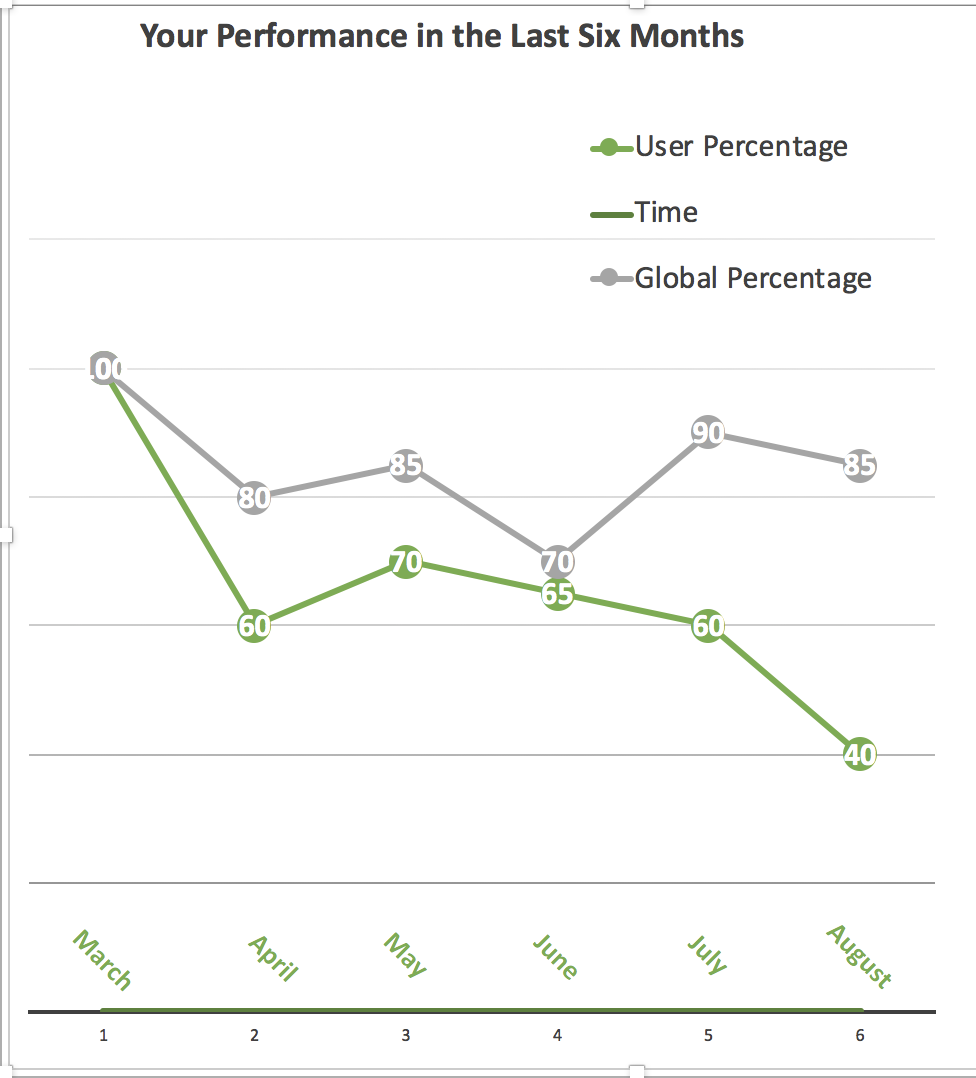 Your Performance in the Last Six Months
User Percentage
Time
Global Percentage
100
90
80
85
85
70
70
65
60
60
40
March
April
May
June
July
August
1 2 3 4 5 6